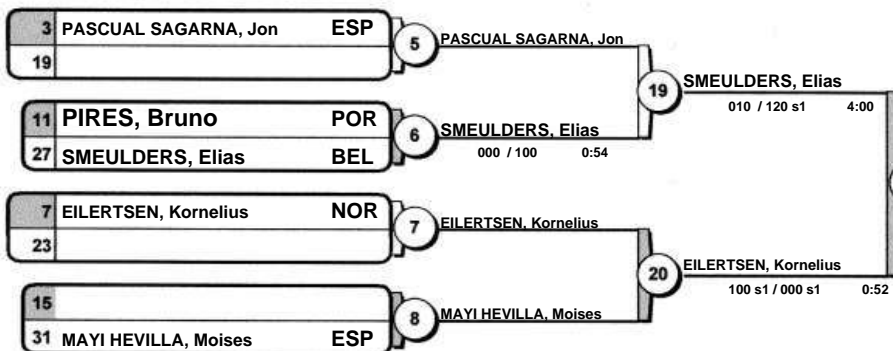 3 PASCUAL SAGARNA, Jon ESP
19
5
PASCUAL SAGARNA, Jon
11 PIRES, Bruno POR
27 SMEULDERS, Elias BEL
6
SMEULDERS, Elias
000 / 100 0:54
19
SMEULDERS, Elias
010 / 120 s1 4:00
7 EILERTSEN, Kornelius NOR
23
7
EILERTSEN, Kornelius
15
31 MAYI HEVILLA, Moises ESP
8
MAYI HEVILLA, Moises
20
EILERTSEN, Kornelius
100 s1 / 000 s1 0:52